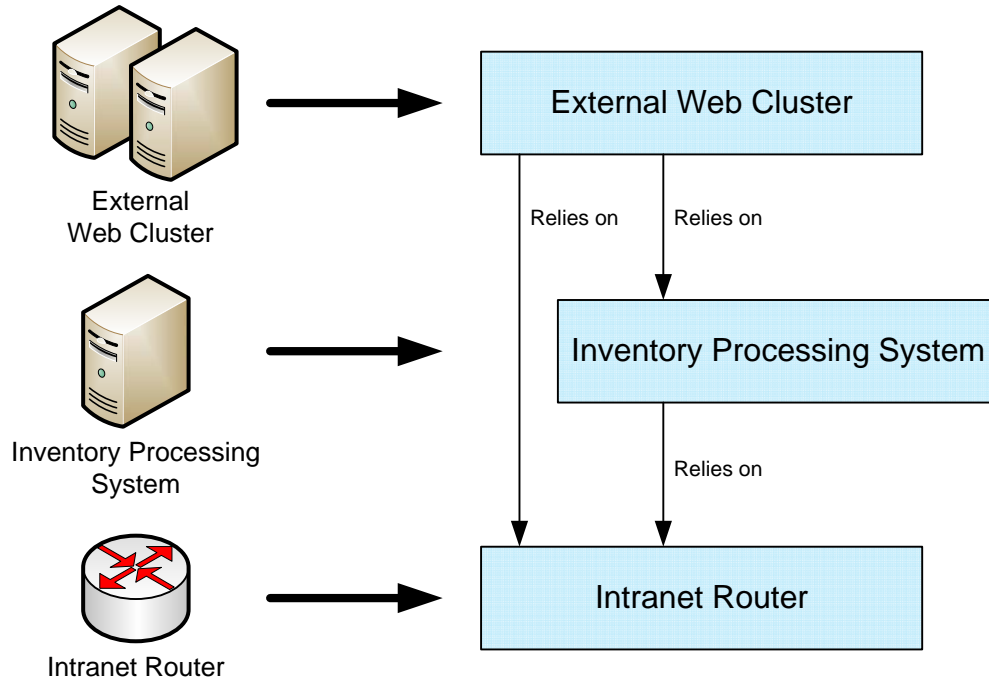 External
Web Cluster
External Web Cluster
Relies on
Relies on
Inventory Processing
System
Inventory Processing System
Relies on
Intranet Router
Intranet Router